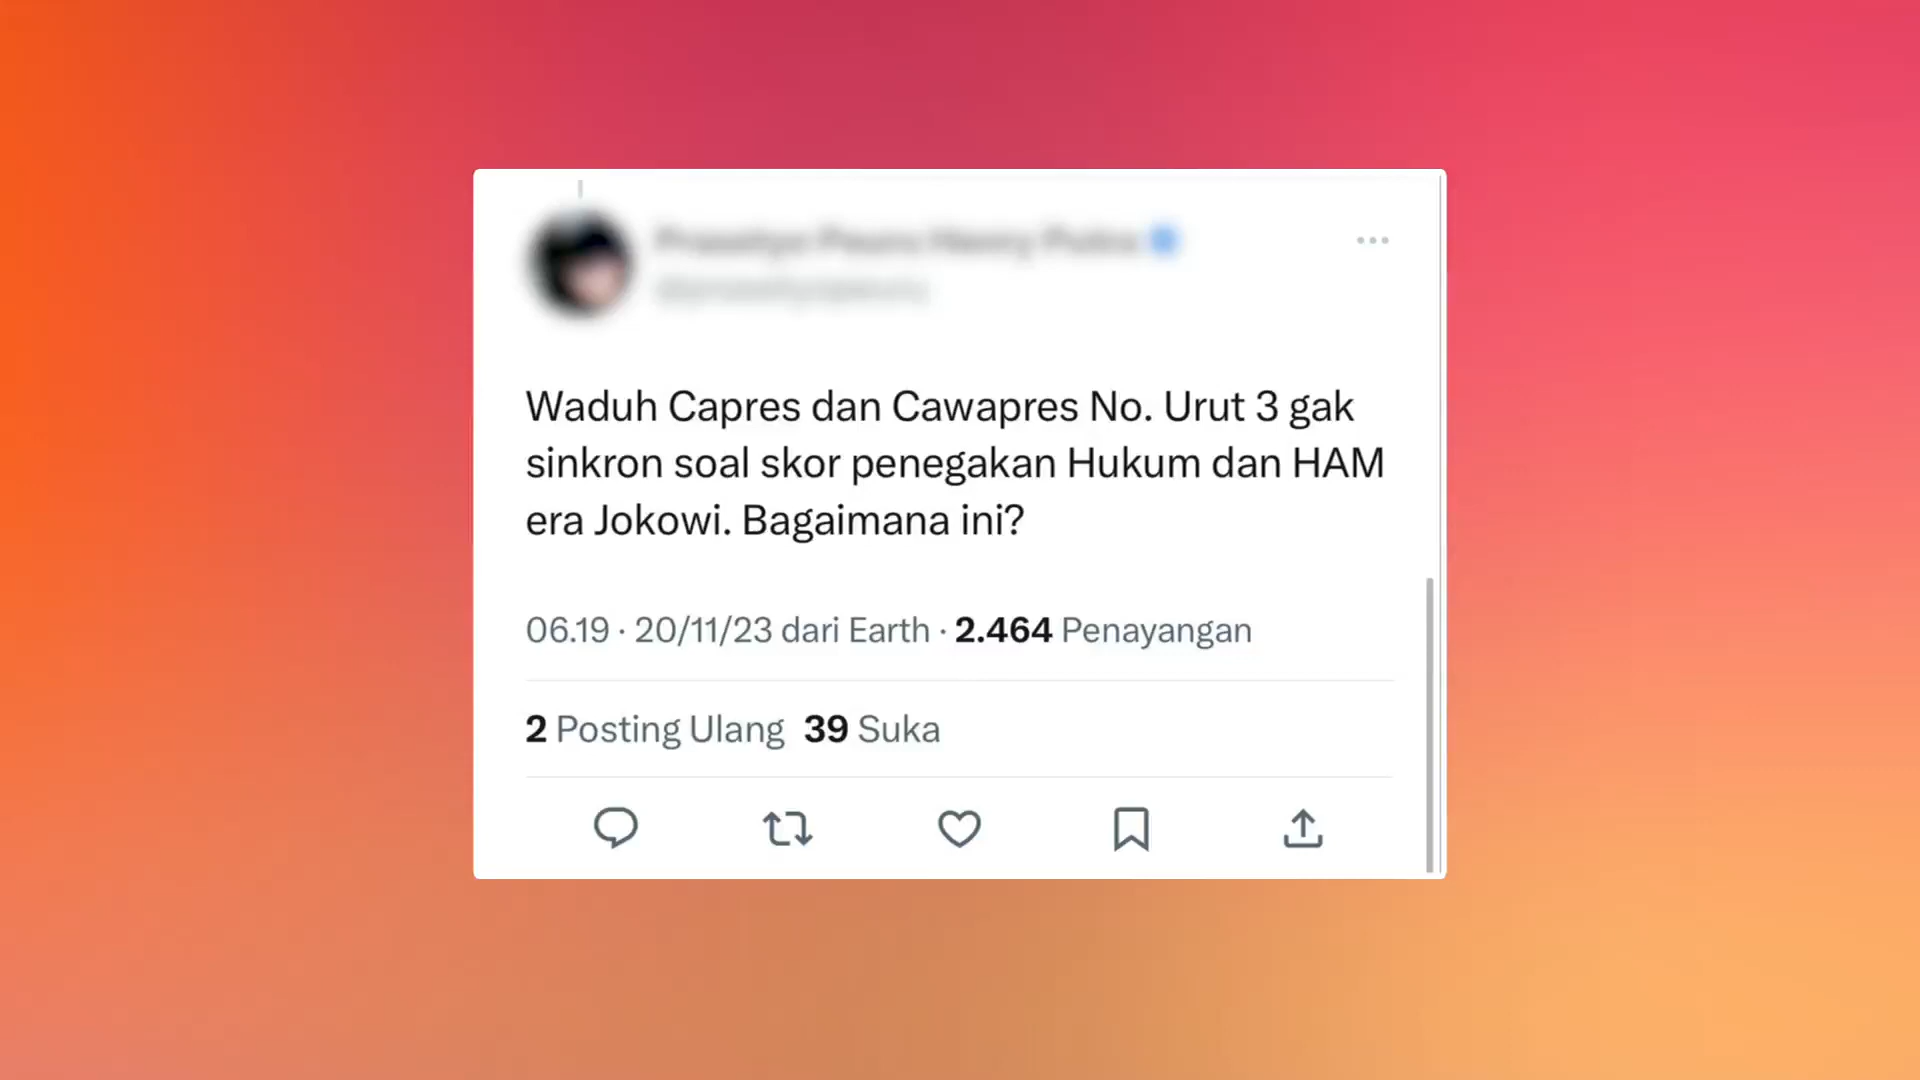 Waduh Capres dan Cawapres No. Urut 3 gak
sinkron soal skor penegakan Hukum dan HAM
era Jokowi. Bagaimana ini?
06.19 · 20/11/23 dari Earth · 2.464 Penayangan
2 Posting Ulang 39 Suka